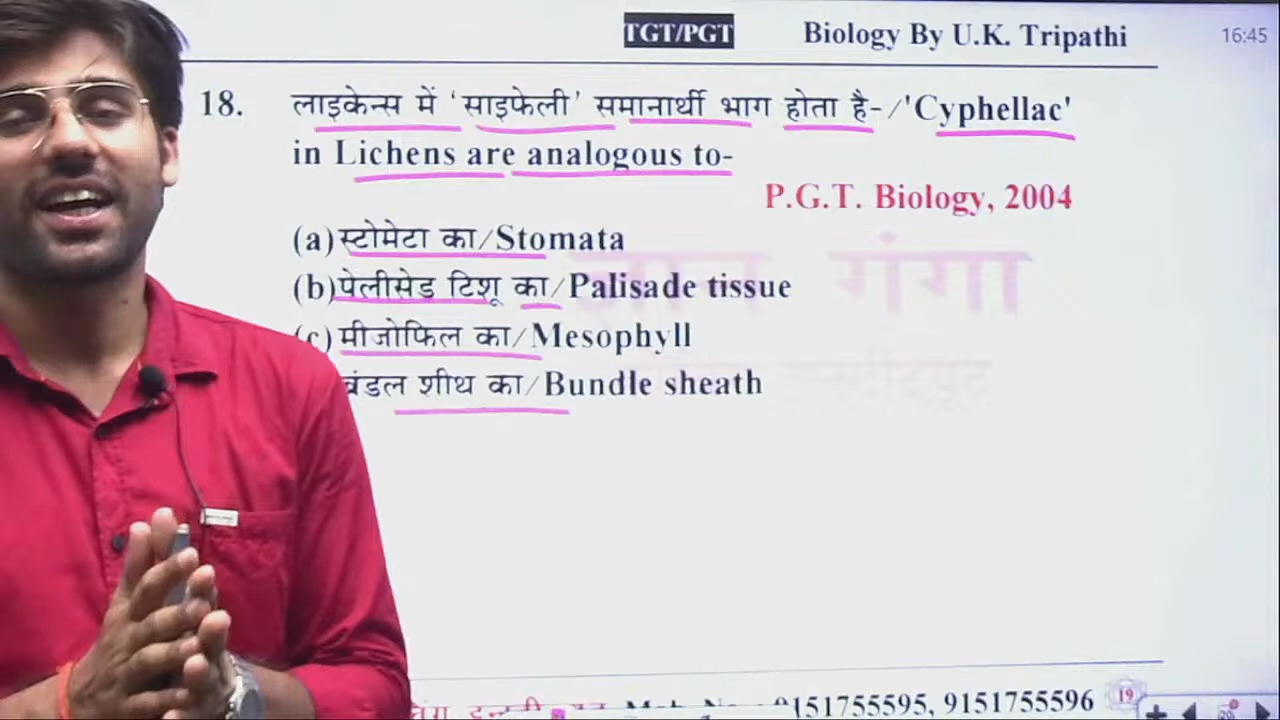 TGT/PGT Biology By U.K. Tripathi 16:45
18. लाइकेन्स में 'साइफेली' समानार्थी भाग होता है-/'Cyphellac'
in Lichens are analogous to-
P.G.T. Biology, 2004
(a) स्टोमेटा का/Stomata
(b) पेलीसेड टिशू का/Palisade tissue
(c) मीजोफिल का/Mesophyll
बंडल शीथ का/Bundle sheath
ज्ञान गंगा
9151755595, 9151755596 19